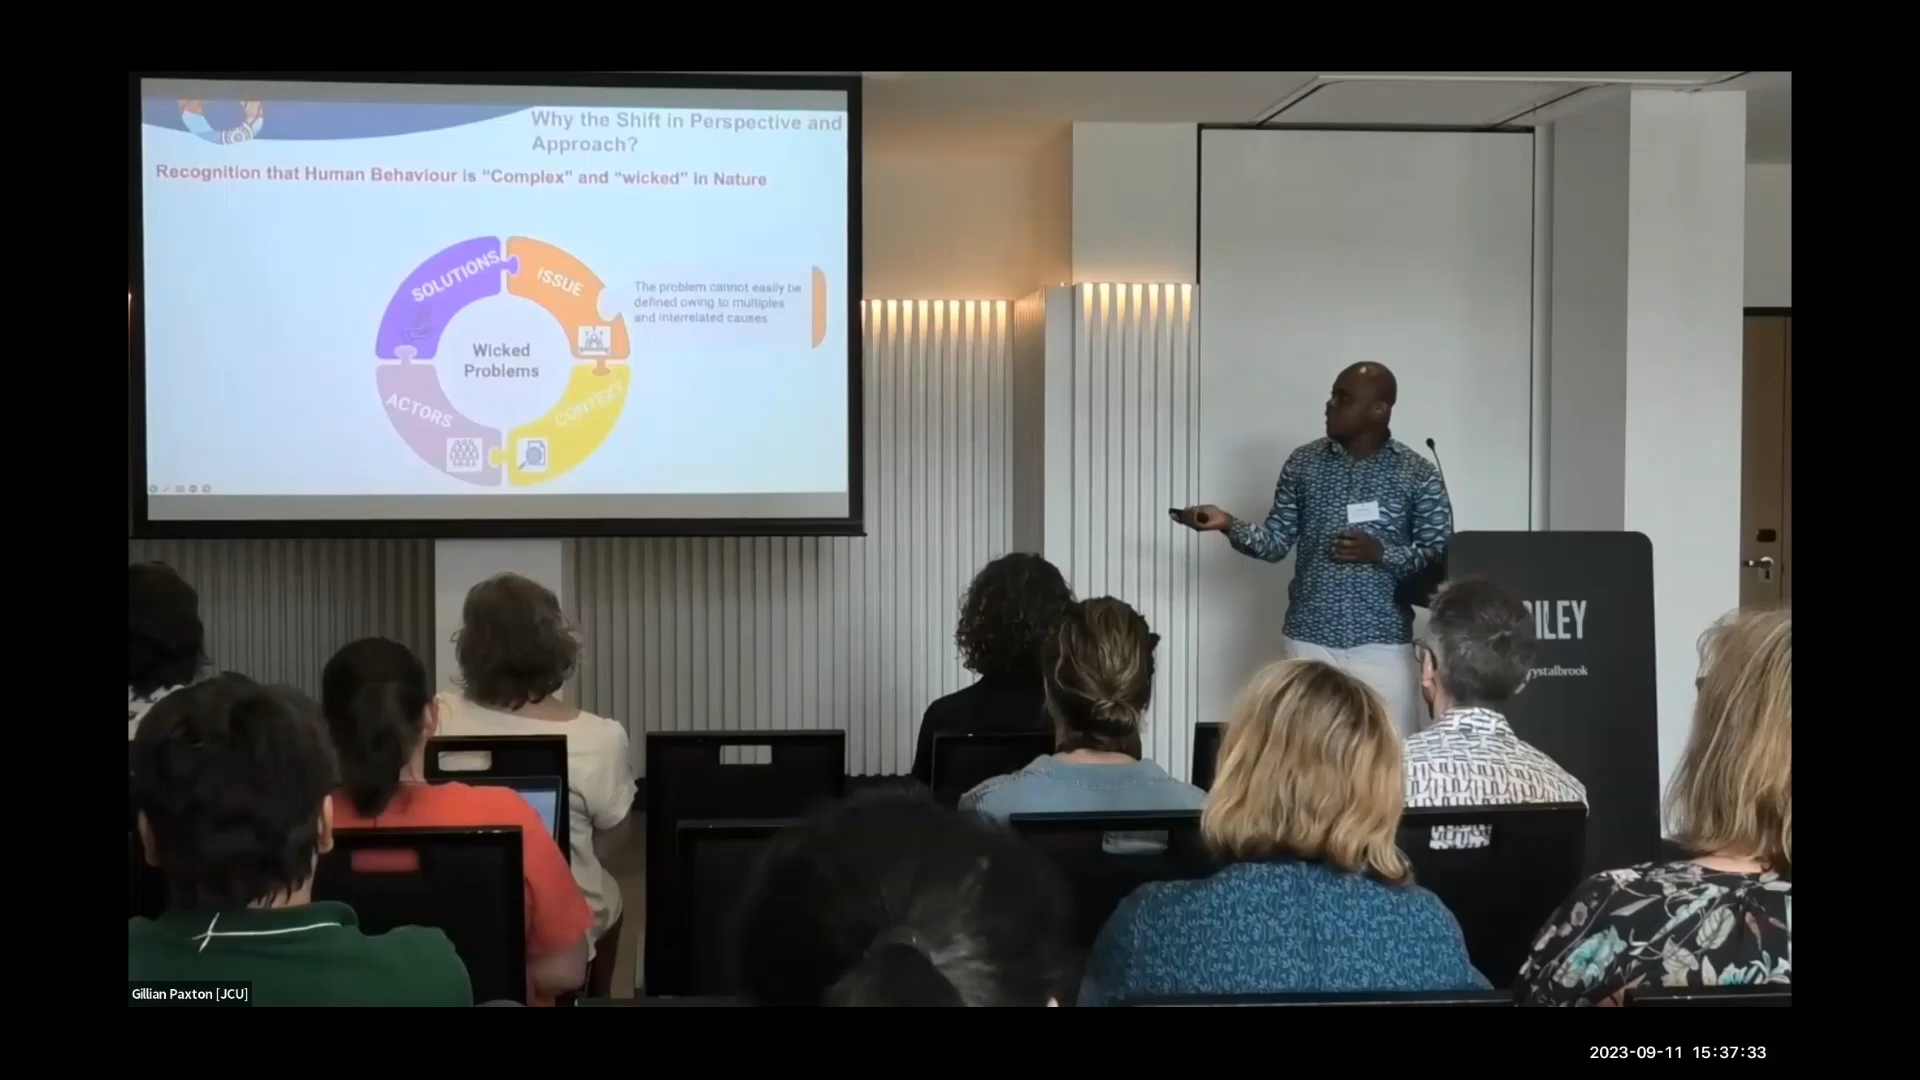 Why the Shift in Perspective and
Approach?
Recognition that Human Behaviour is “Complex” and “wicked” in Nature
SOLUTIONS
ISSUE
The problem cannot easily be
defined owing to multiples
and interrelated causes
Wicked
Problems
ACTORS
CONTEXT
RILEY
rystalbrook
Gillian Paxton [JCU]
2023-09-11 15:37:33